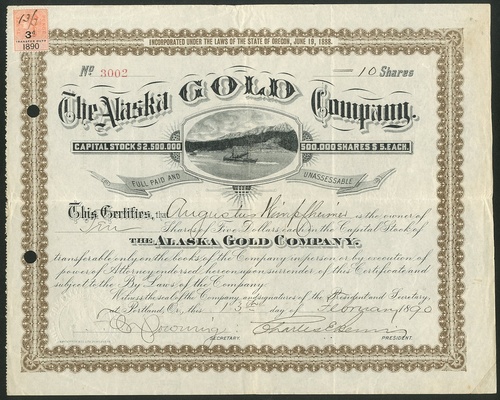 13/6
3d
1890
INCORPORATED UNDER THE LAWS OF THE STATE OF OREGON, JUNE 19, 1888.
No 3002
10 Shares
The Alaska GOLD Company.
CAPITAL STOCK $2,500,000 500,000 SHARES $5. EACH.
FULL PAID AND UNASSESSABLE
This Certifies, that Augustus is the owner of
Ten Shares of Five Dollars each in the Capital Stock of
THE ALASKA GOLD COMPANY.
transferable only on the books of the Company in person or by execution of
power of Attorney endorsed hereon upon surrender of this Certificate and
subject to the By Laws of the Company.
Witness the seal of the Company and signatures of the President and Secretary,
at Portland, Or., this 13th day of February 1890
Charles
SECRETARY. PRESIDENT.